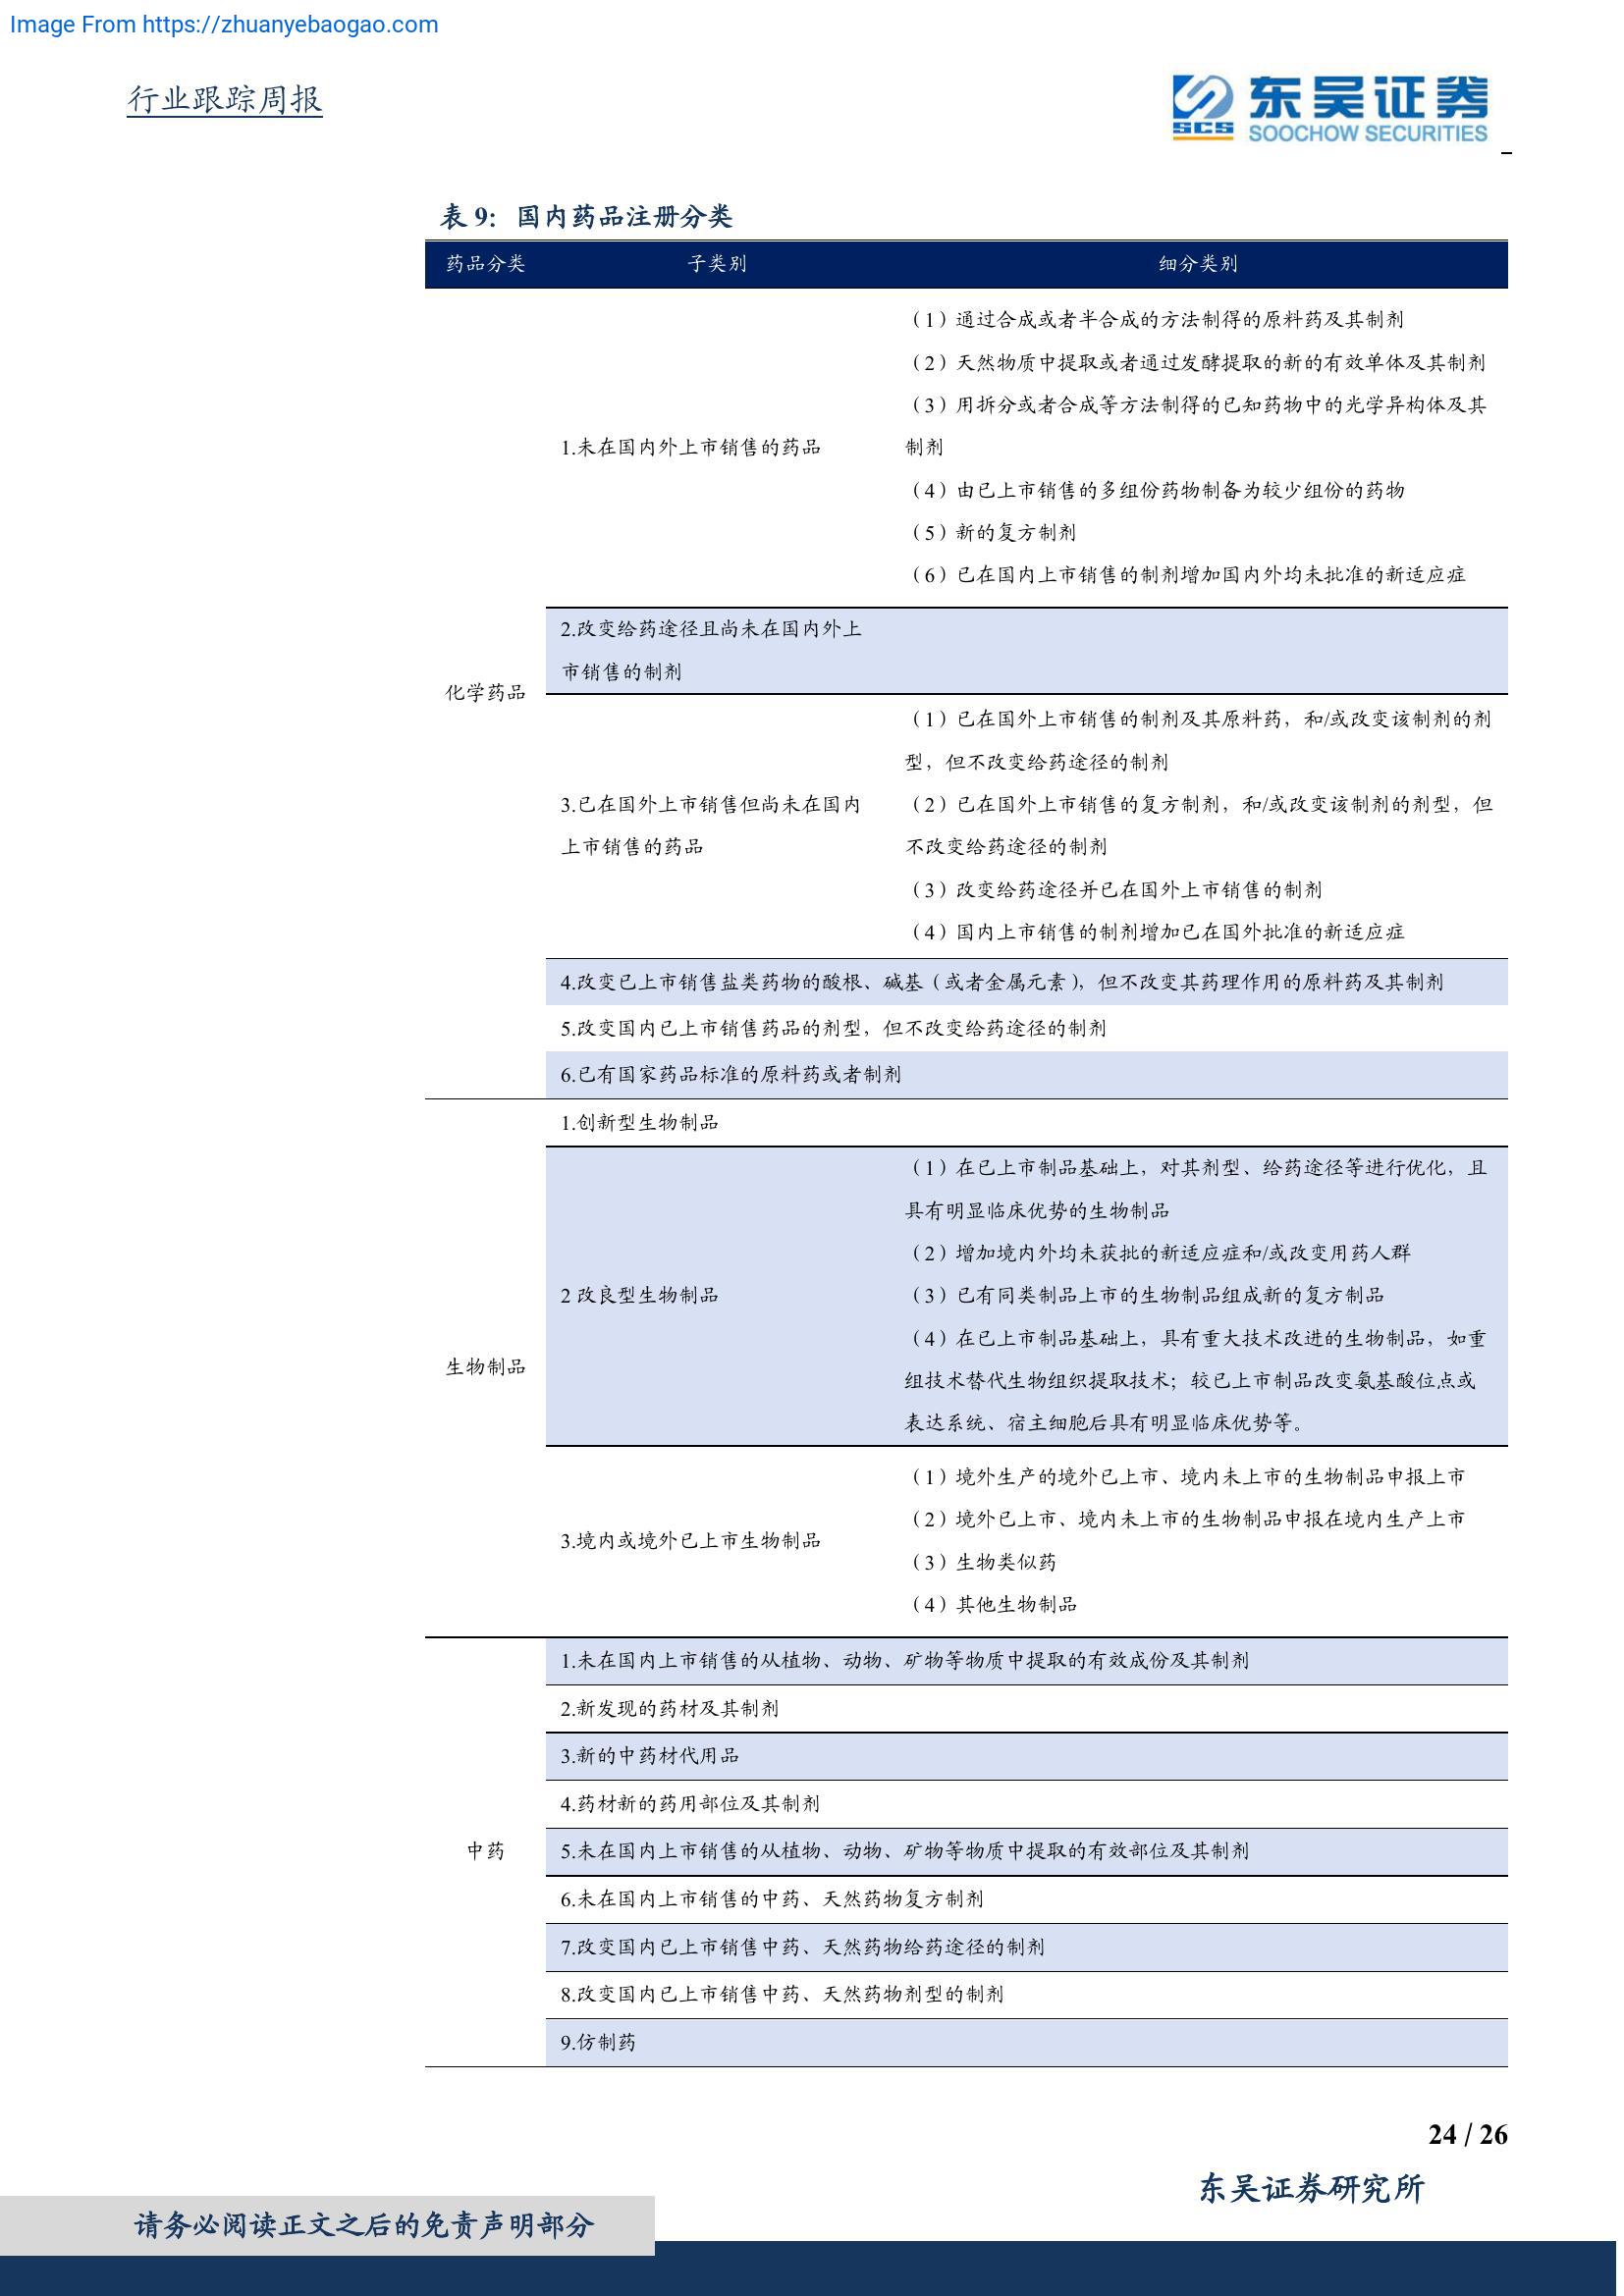 Image From https://zhuanyebaogao.com
行业跟踪周报
SCS
东吴证券
SOOCHOW SECURITIES
表 9：国内药品注册分类
药品分类 子类别 细分类别
（1）通过合成或者半合成的方法制得的原料药及其制剂
（2）天然物质中提取或者通过发酵提取的新的有效单体及其制剂
（3）用拆分或者合成等方法制得的已知药物中的光学异构体及其
1.未在国内外上市销售的药品 制剂
（4）由已上市销售的多组份药物制备为较少组份的药物
（5）新的复方制剂
（6）已在国内上市销售的制剂增加国内外均未批准的新适应症
2.改变给药途径且尚未在国内外上
市销售的制剂
化学药品
（1）已在国外上市销售的制剂及其原料药，和/或改变该制剂的剂
型，但不改变给药途径的制剂
3.已在国外上市销售但尚未在国内 （2）已在国外上市销售的复方制剂，和/或改变该制剂的剂型，但
上市销售的药品 不改变给药途径的制剂
（3）改变给药途径并已在国外上市销售的制剂
（4）国内上市销售的制剂增加已在国外批准的新适应症
4.改变已上市销售盐类药物的酸根、碱基（或者金属元素），但不改变其药理作用的原料药及其制剂
5.改变国内已上市销售药品的剂型，但不改变给药途径的制剂
6.已有国家药品标准的原料药或者制剂
1.创新型生物制品
（1）在已上市制品基础上，对其剂型、给药途径等进行优化，且
具有明显临床优势的生物制品
（2）增加境内外均未获批的新适应症和/或改变用药人群
2 改良型生物制品 （3）已有同类制品上市的生物制品组成新的复方制品
（4）在已上市制品基础上，具有重大技术改进的生物制品，如重
生物制品
组技术替代生物组织提取技术；较已上市制品改变氨基酸位点或
表达系统、宿主细胞后具有明显临床优势等。
（1）境外生产的境外已上市、境内未上市的生物制品申报上市
（2）境外已上市、境内未上市的生物制品申报在境内生产上市
3.境内或境外已上市生物制品
（3）生物类似药
（4）其他生物制品
1.未在国内上市销售的从植物、动物、矿物等物质中提取的有效成份及其制剂
2.新发现的药材及其制剂
3.新的中药材代用品
4.药材新的药用部位及其制剂
中药 5.未在国内上市销售的从植物、动物、矿物等物质中提取的有效部位及其制剂
6.未在国内上市销售的中药、天然药物复方制剂
7.改变国内已上市销售中药、天然药物给药途径的制剂
8.改变国内已上市销售中药、天然药物剂型的制剂
9.仿制药
24 / 26
东吴证券研究所
请务必阅读正文之后的免责声明部分